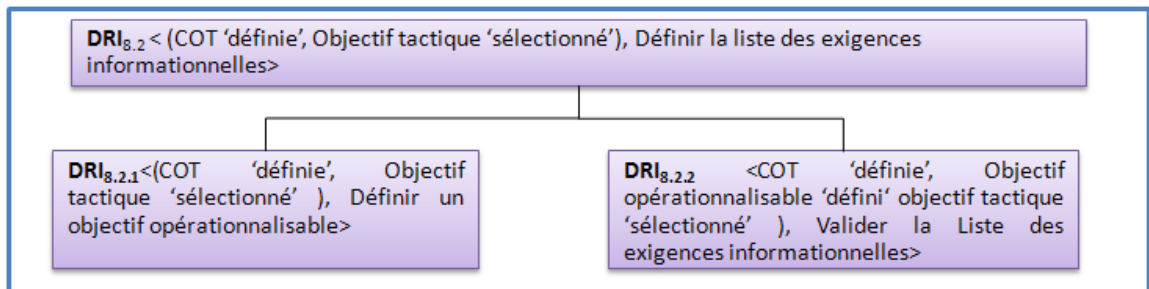 DRI8.2 < (COT ‘définie’, Objectif tactique ‘sélectionné’), Définir la liste des exigences
informationnelles>
DRI8.2.1<(COT ‘définie’, Objectif
tactique ‘sélectionné’ ), Définir un
objectif opérationnalisable>
DRI8.2.2 <COT ‘définie’, Objectif
opérationnalisable ‘défini‘ objectif tactique
‘sélectionné’ ), Valider la Liste des
exigences informationnelles>